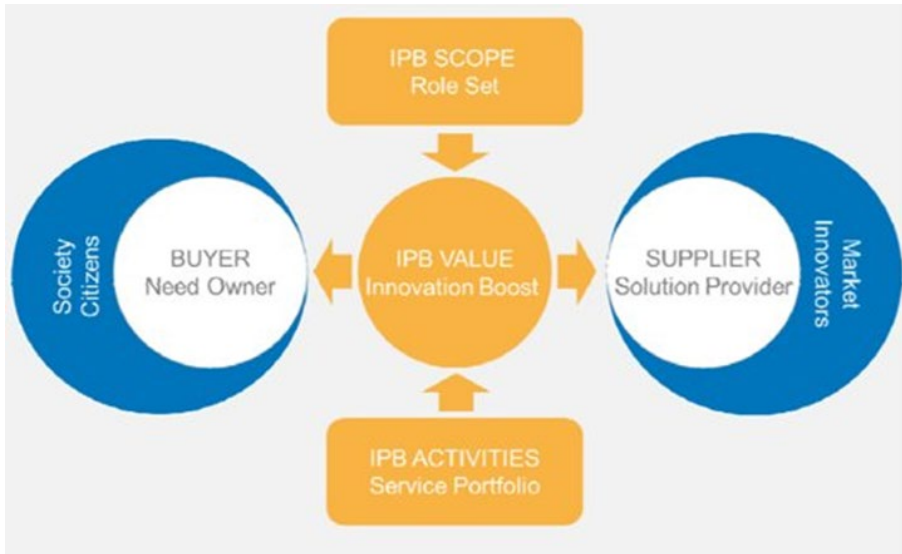 IPB SCOPE
Role Set
Society
Citizens
BUYER
Need Owner
IPB VALUE
Innovation Boost
SUPPLIER
Solution Provider
Market
Innovators
IPB ACTIVITIES
Service Portfolio